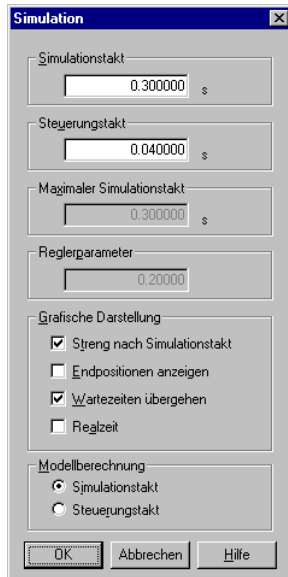 Simulation
Simulationstakt
0.300000 s
Steuerungstakt
0.040000 s
Maximaler Simulationstakt
0.300000 s
Reglerparameter
0.20000
Grafische Darstellung
Streng nach Simulationstakt
Endpositionen anzeigen
Wartezeiten übergehen
Realzeit
Modellberechnung
Simulationstakt
Steuerungstakt
OK Abbrechen Hilfe